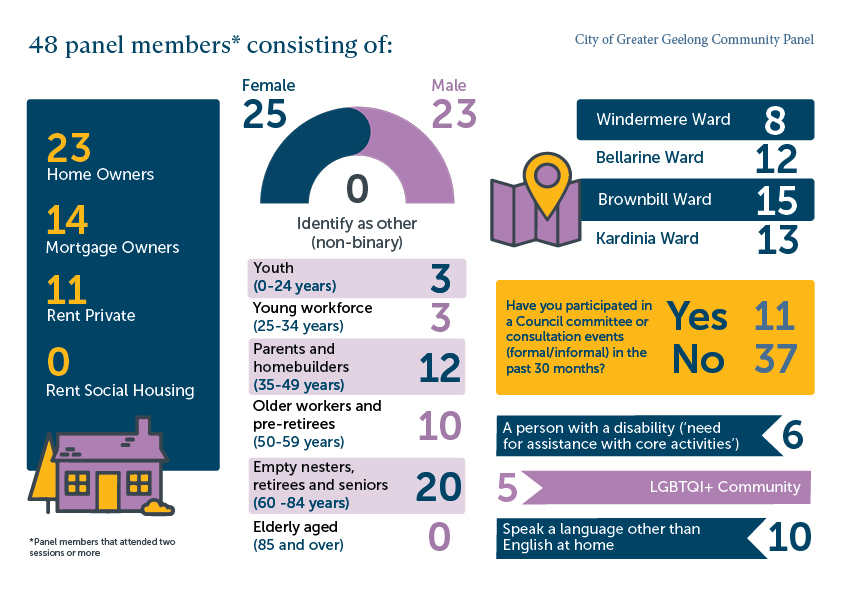 48 panel members* consisting of:
City of Greater Geelong Community Panel
23
Home Owners
14
Mortgage Owners
11
Rent Private
0
Rent Social Housing
*Panel members that attended two
sessions or more
Female
25
Male
23
0
Identify as other
(non-binary)
Youth
(0-24 years)
3
Young workforce
(25-34 years)
3
Parents and
homebuilders
(35-49 years)
12
Older workers and
pre-retirees
(50-59 years)
10
Empty nesters,
retirees and seniors
(60 -84 years)
20
Elderly aged
(85 and over)
0
Windermere Ward 8
Bellarine Ward 12
Brownbill Ward 15
Kardinia Ward 13
Have you participated in
a Council committee or
consultation events
(formal/informal) in the
past 30 months?
Yes 11
No 37
A person with a disability (‘need
for assistance with core activities’)
6
5
LGBTQI+ Community
Speak a language other than
English at home
10